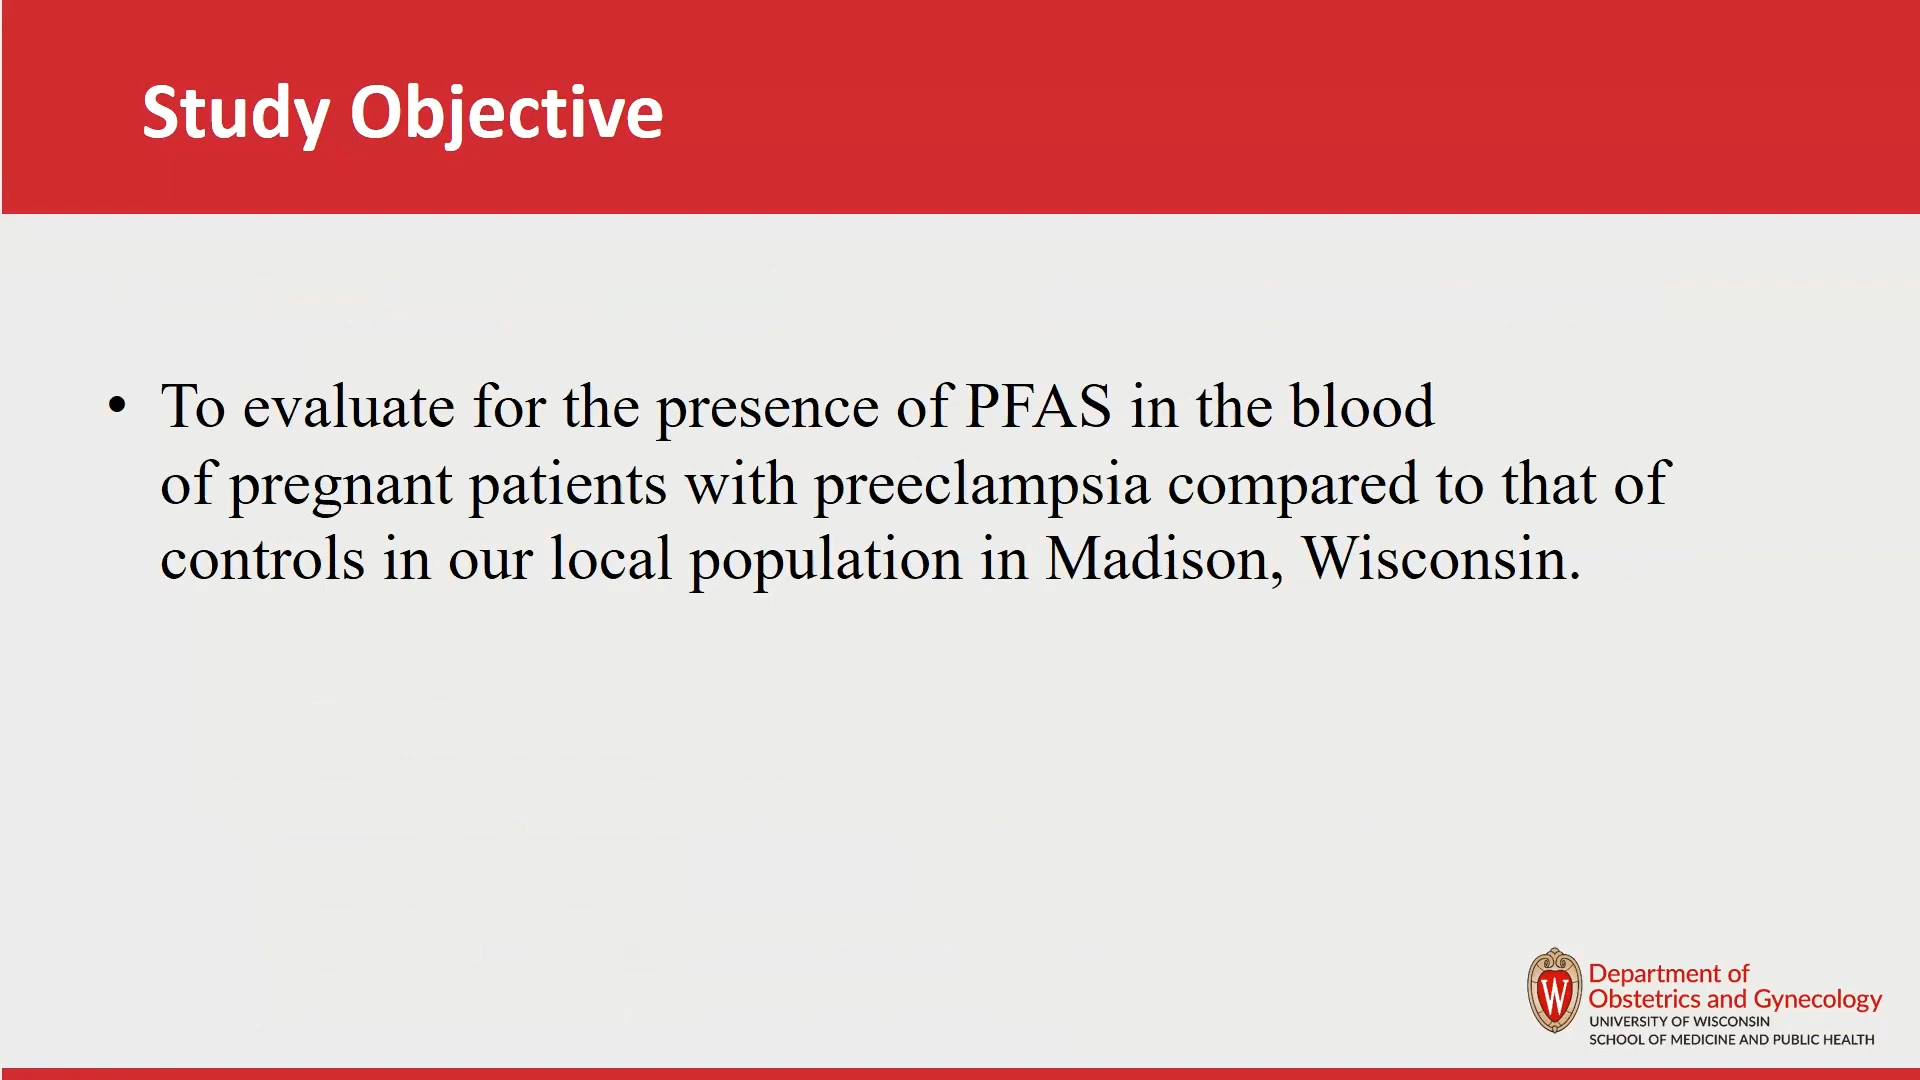 Study Objective
• To evaluate for the presence of PFAS in the blood
of pregnant patients with preeclampsia compared to that of
controls in our local population in Madison, Wisconsin.
W
Department of
Obstetrics and Gynecology
UNIVERSITY OF WISCONSIN
SCHOOL OF MEDICINE AND PUBLIC HEALTH